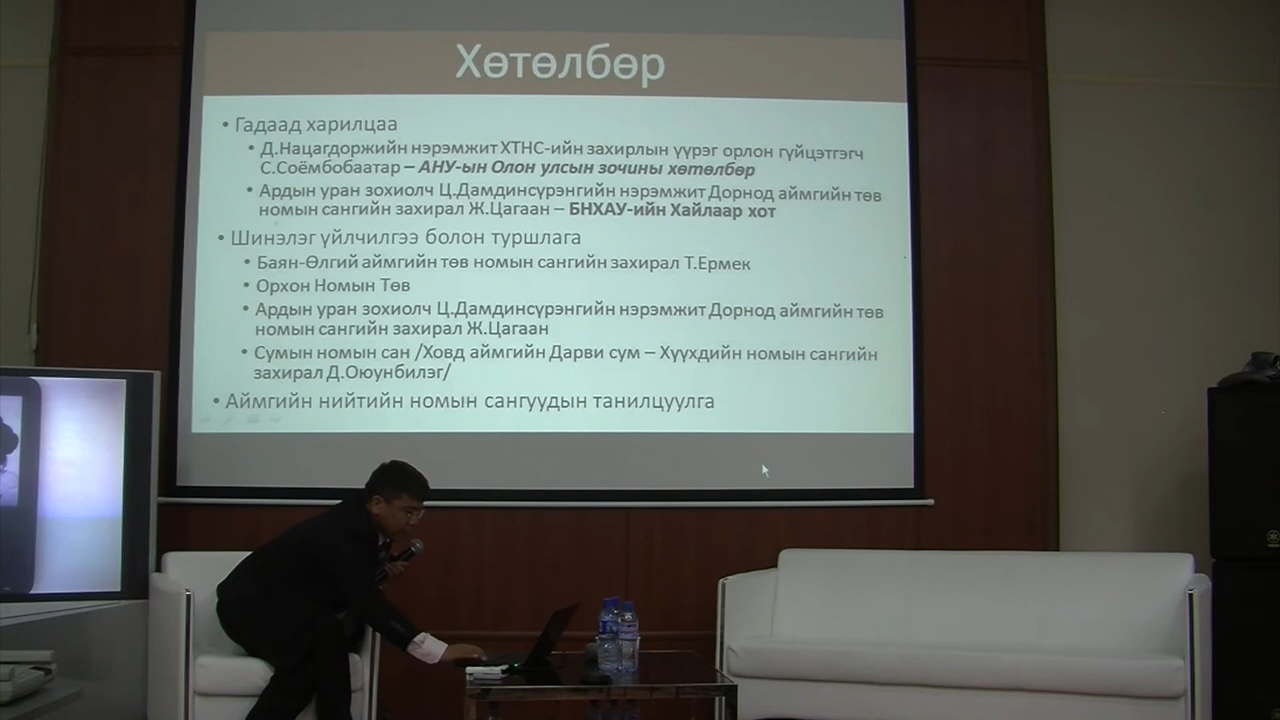 Хөтөлбөр
• Гадаад харилцаа
• Д.Нацагдоржийн нэрэмжит ХТНС-ийн захирлын үүрэг орлон гүйцэтгэгч
С.Соёмбобаатар – АНУ-ын Олон улсын зочины хөтөлбөр
• Ардын уран зохиолч Ц.Дамдинсүрэнгийн нэрэмжит Дорнод аймгийн төв
номын сангийн захирал Ж.Цагаан – БНХАУ-ийн Хайлаар хот
• Шинэлэг үйлчилгээ болон туршлага
• Баян-Өлгий аймгийн төв номын сангийн захирал Т.Ермек
• Орхон Номын Төв
• Ардын уран зохиолч Ц.Дамдинсүрэнгийн нэрэмжит Дорнод аймгийн төв
номын сангийн захирал Ж.Цагаан
• Сумын номын сан /Ховд аймгийн Дарви сум – Хүүхдийн номын сангийн
захирал Д.Оюунбилэг/
• Аймгийн нийтийн номын сангуудын танилцуулга